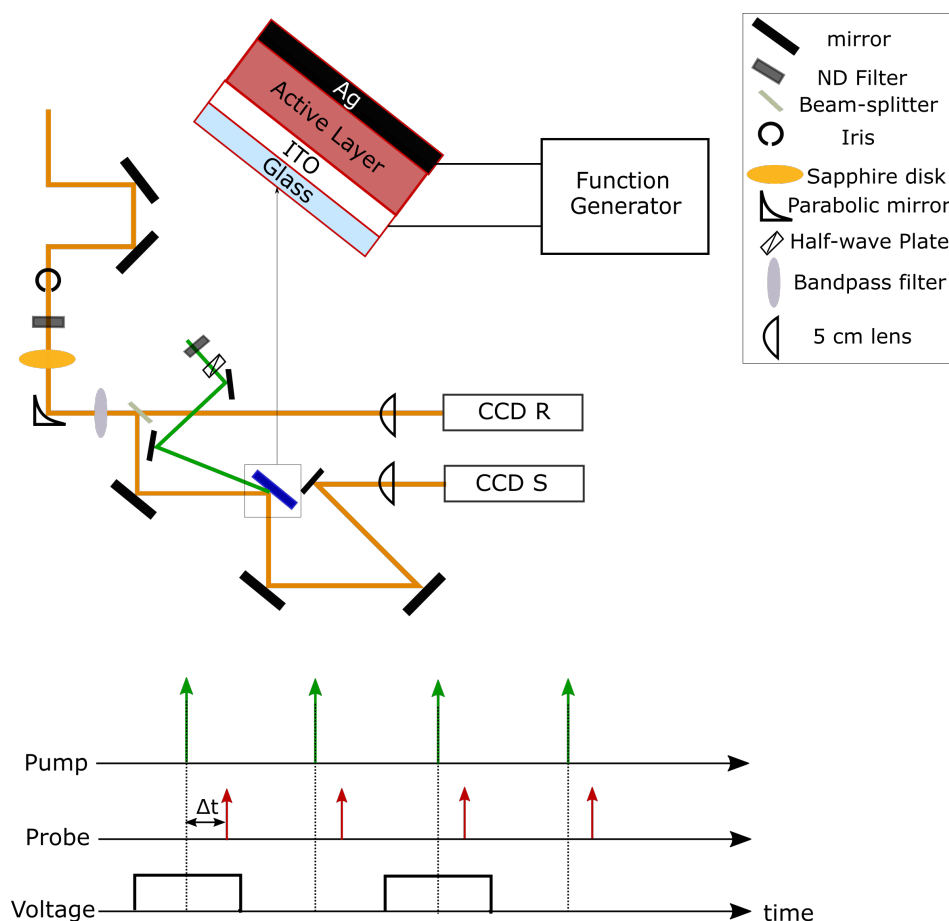 Ag
Active Layer
ITO
Glass
Function
Generator
mirror
ND Filter
Beam-splitter
Iris
Sapphire disk
Parabolic mirror
Half-wave Plate
Bandpass filter
5 cm lens
CCD R
CCD S
Pump
Δt
Probe
Voltage
time